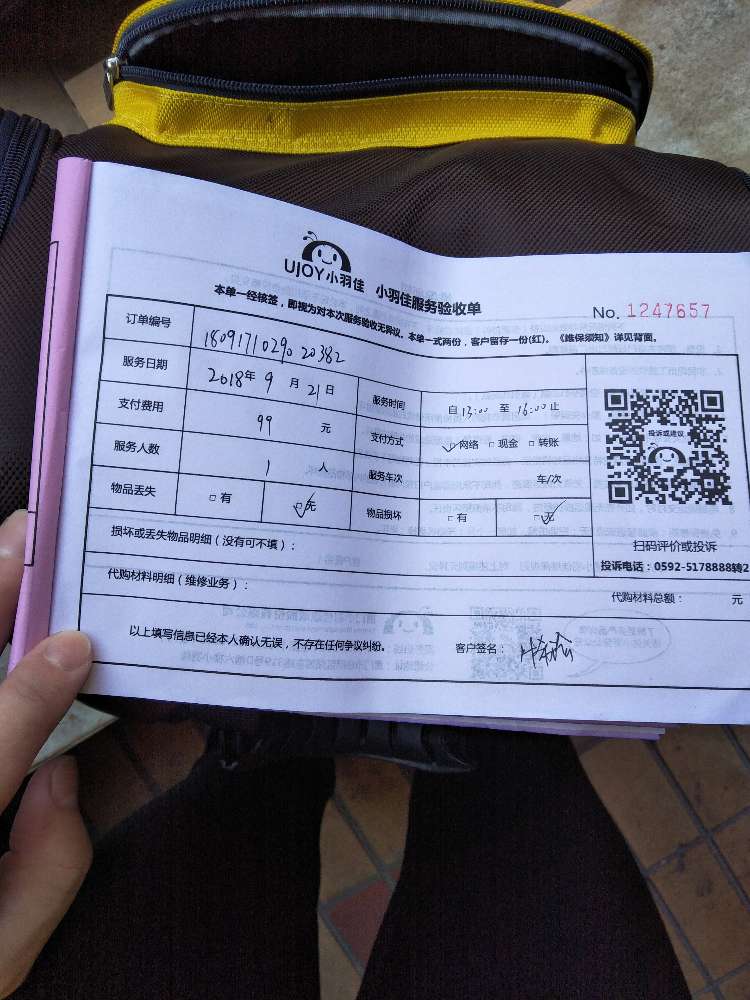 UJOY小羽佳 小羽佳服务验收单
No. 1247657
本单一经接签，即视为对本次服务验收无异议。本单一式两份，客户留存一份(红)。《维保须知》详见背面。
订单编号 1809171029020382
服务日期 2018年 9 月 21 日 服务时间 自 13:00 至 16:00 止
支付费用 99 元 支付方式 ☑网络 □现金 □转账
服务人数 1 人 服务车次 车/次
物品丢失 □有 ☑无 物品损坏 □有 ☑无
投诉或建议
扫码评价或投诉
投诉电话：0592-5178888转2
损坏或丢失物品明细（没有可不填）：
代购材料明细（维修业务）： 代购材料总额： 元
以上填写信息已经本人确认无误，不存在任何争议纠纷。 客户签名：